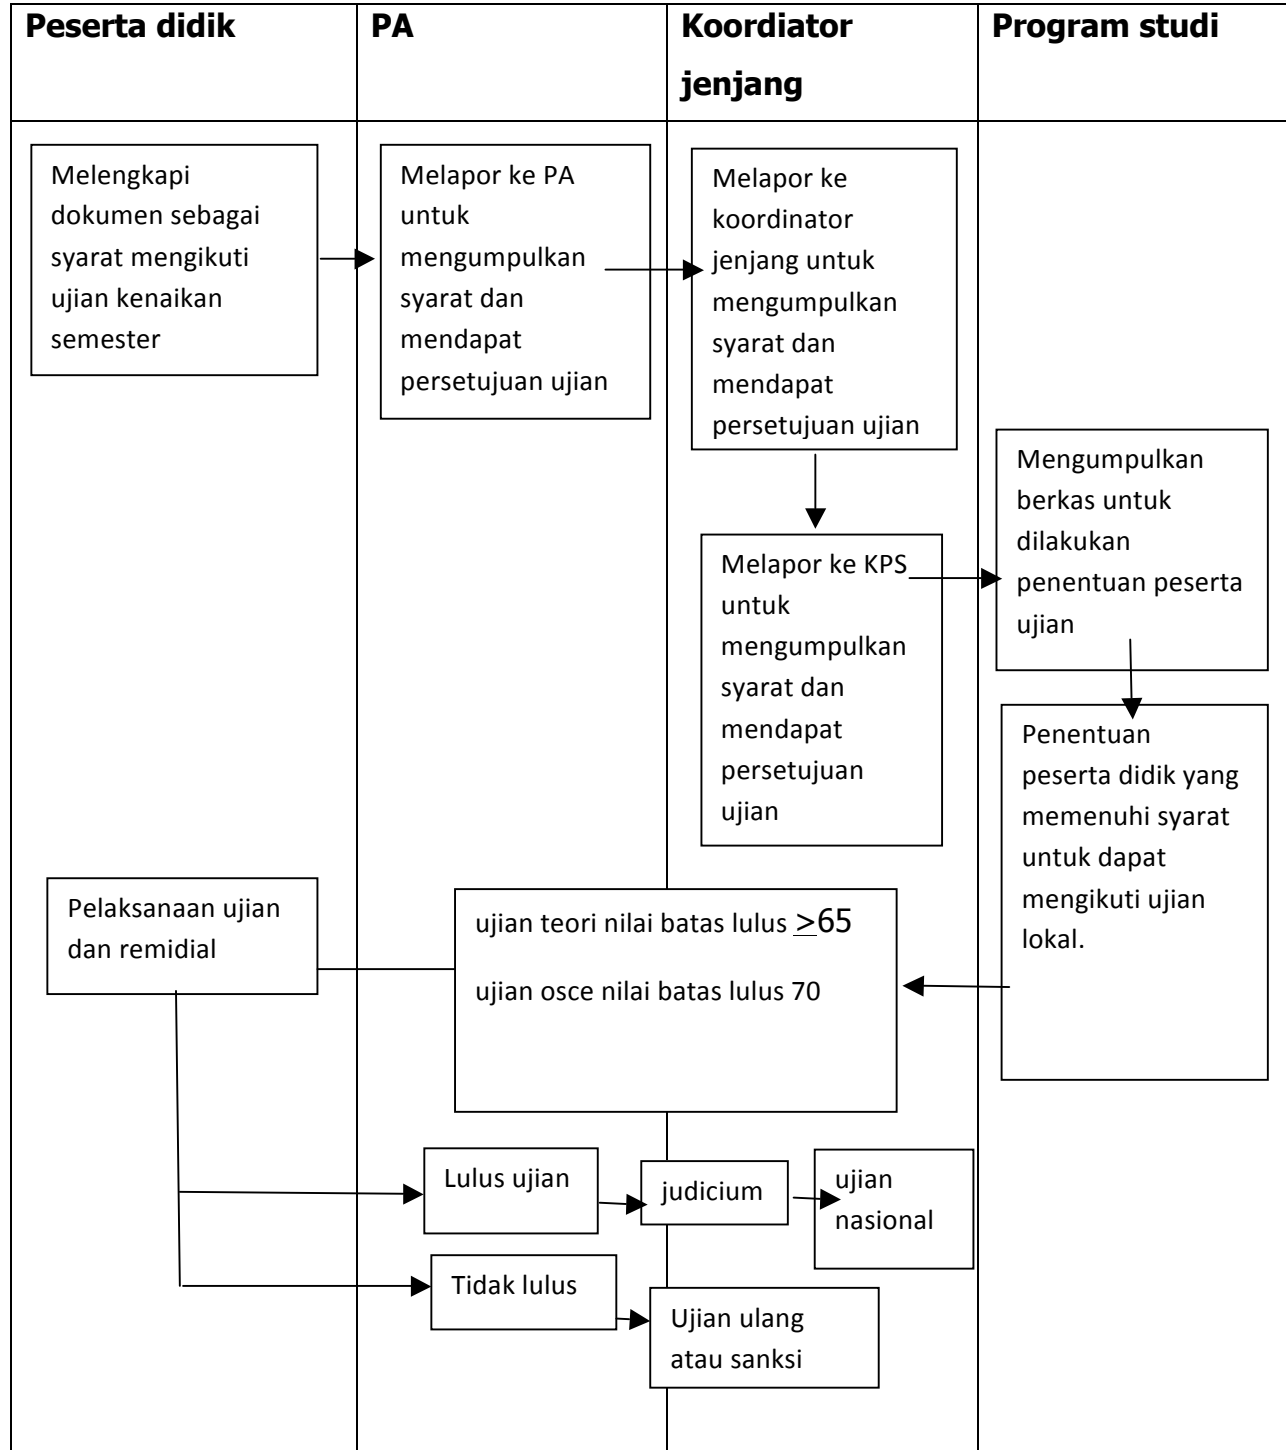 Peserta didik
PA
Koordiator
jenjang
Program studi
Melengkapi
dokumen sebagai
syarat mengikuti
ujian kenaikan
semester
Melapor ke PA
untuk
mengumpulkan
syarat dan
mendapat
persetujuan ujian
Melapor ke
koordinator
jenjang untuk
mengumpulkan
syarat dan
mendapat
persetujuan ujian
Melapor ke KPS
untuk
mengumpulkan
syarat dan
mendapat
persetujuan
ujian
Mengumpulkan
berkas untuk
dilakukan
penentuan peserta
ujian
Penentuan
peserta didik yang
memenuhi syarat
untuk dapat
mengikuti ujian
lokal.
ujian teori nilai batas lulus ≥65
ujian osce nilai batas lulus 70
Pelaksanaan ujian
dan remidial
Lulus ujian
judicium
ujian
nasional
Tidak lulus
Ujian ulang
atau sanksi